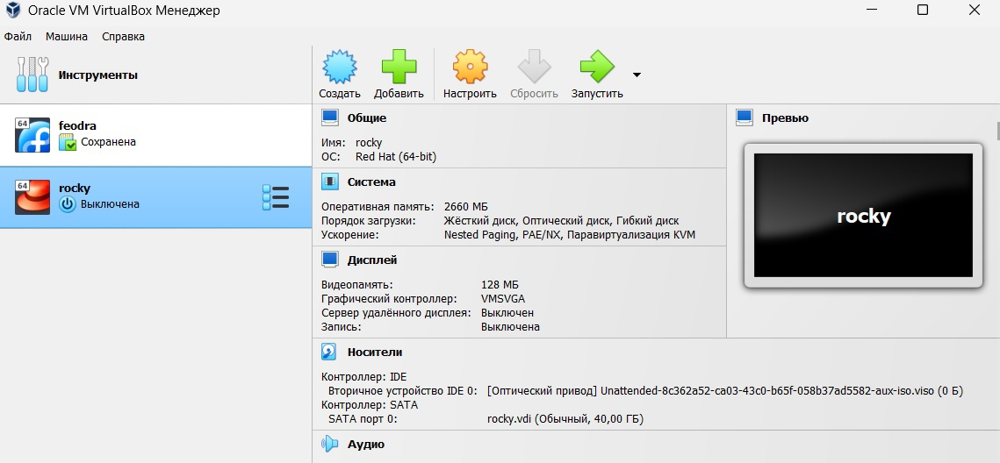 Oracle VM VirtualBox Менеджер
Файл Машина Справка
Инструменты
Создать Добавить Настроить Сбросить Запустить
64
feodra
Сохранена
64
rocky
Выключена
Общие
Имя: rocky
ОС: Red Hat (64-bit)
Система
Оперативная память: 2660 МБ
Порядок загрузки: Жёсткий диск, Оптический диск, Гибкий диск
Ускорение: Nested Paging, PAE/NX, Паравиртуализация KVM
Дисплей
Видеопамять: 128 МБ
Графический контроллер: VMSVGA
Сервер удалённого дисплея: Выключен
Запись: Выключена
Превью
rocky
Носители
Контроллер: IDE
Вторичное устройство IDE 0: [Оптический привод] Unattended-8c362a52-ca03-43c0-b65f-058b37ad5582-aux-iso.viso (0 Б)
Контроллер: SATA
SATA порт 0: rocky.vdi (Обычный, 40,00 ГБ)
Аудио